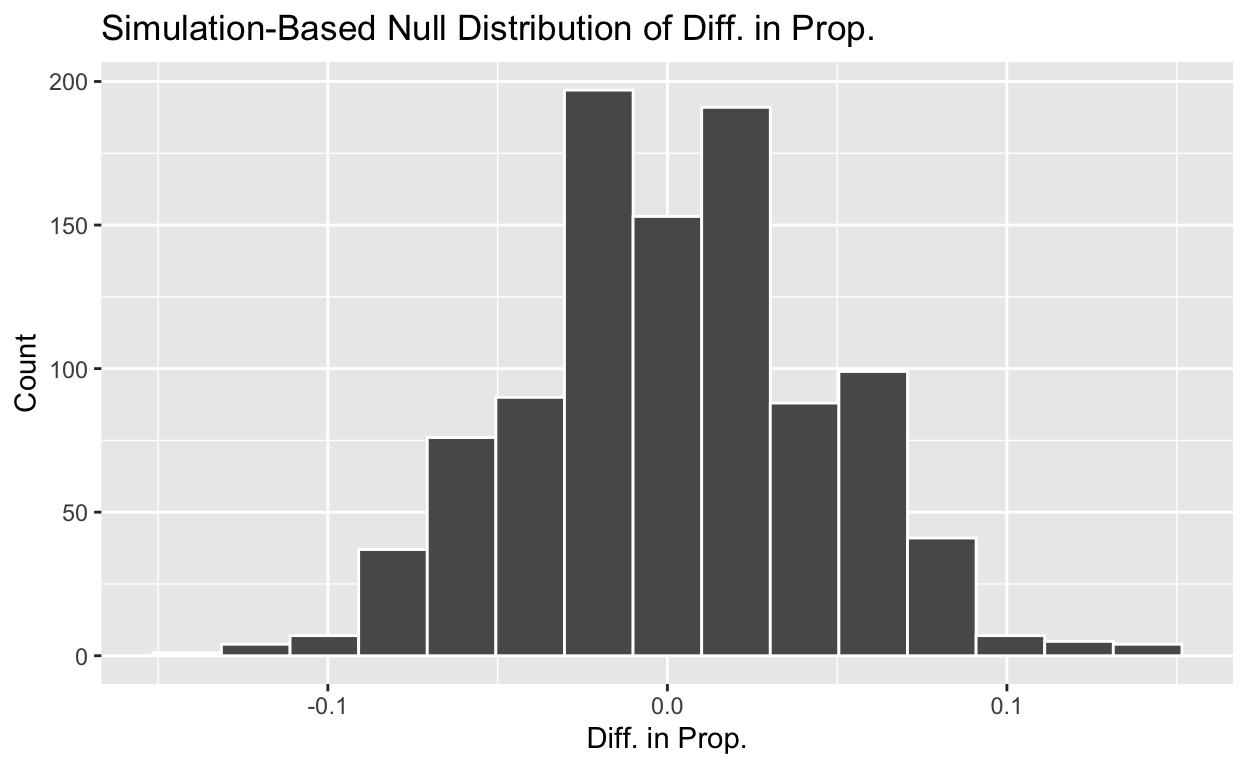 Simulation-Based Null Distribution of Diff. in Prop.
200
150
100
50
0
Count
-0.1
0.0
0.1
Diff. in Prop.